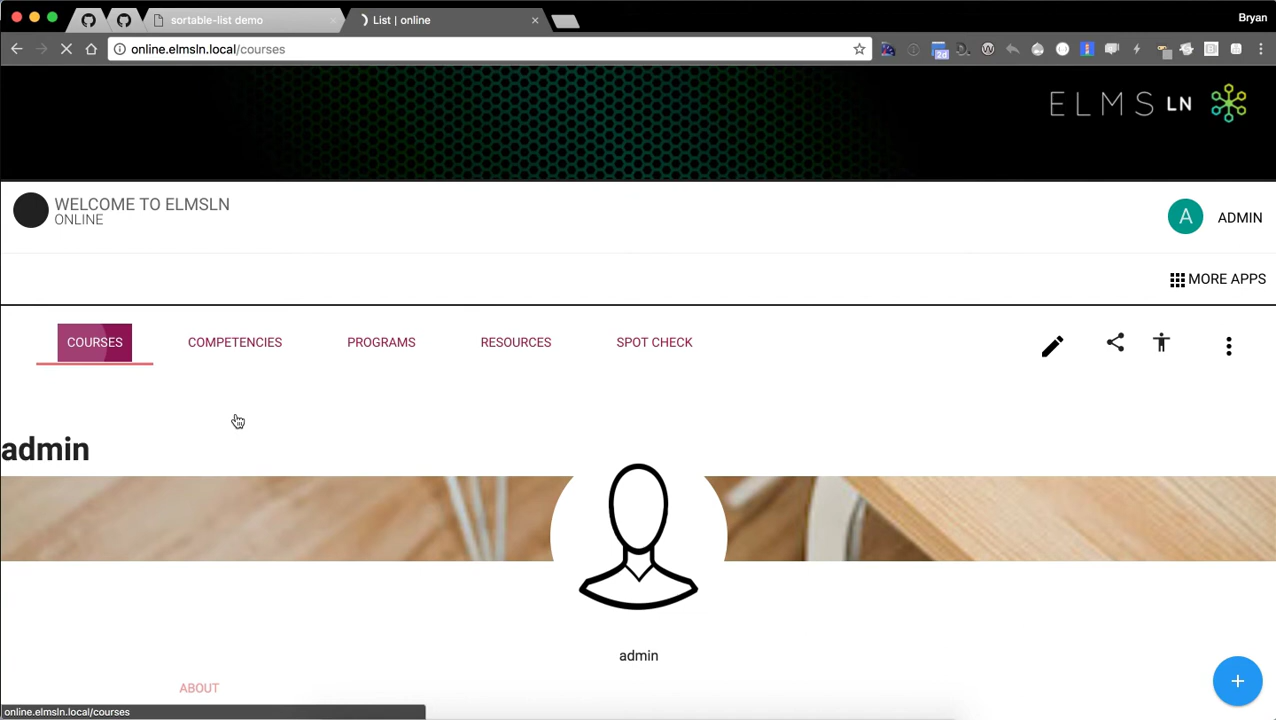 Bryan
sortable-list demo
List | online
online.elmsln.local/courses
2d
ELMS LN
WELCOME TO ELMSLN
ONLINE
A
ADMIN
MORE APPS
COURSES
COMPETENCIES
PROGRAMS
RESOURCES
SPOT CHECK
admin
admin
ABOUT
online.elmsln.local/courses